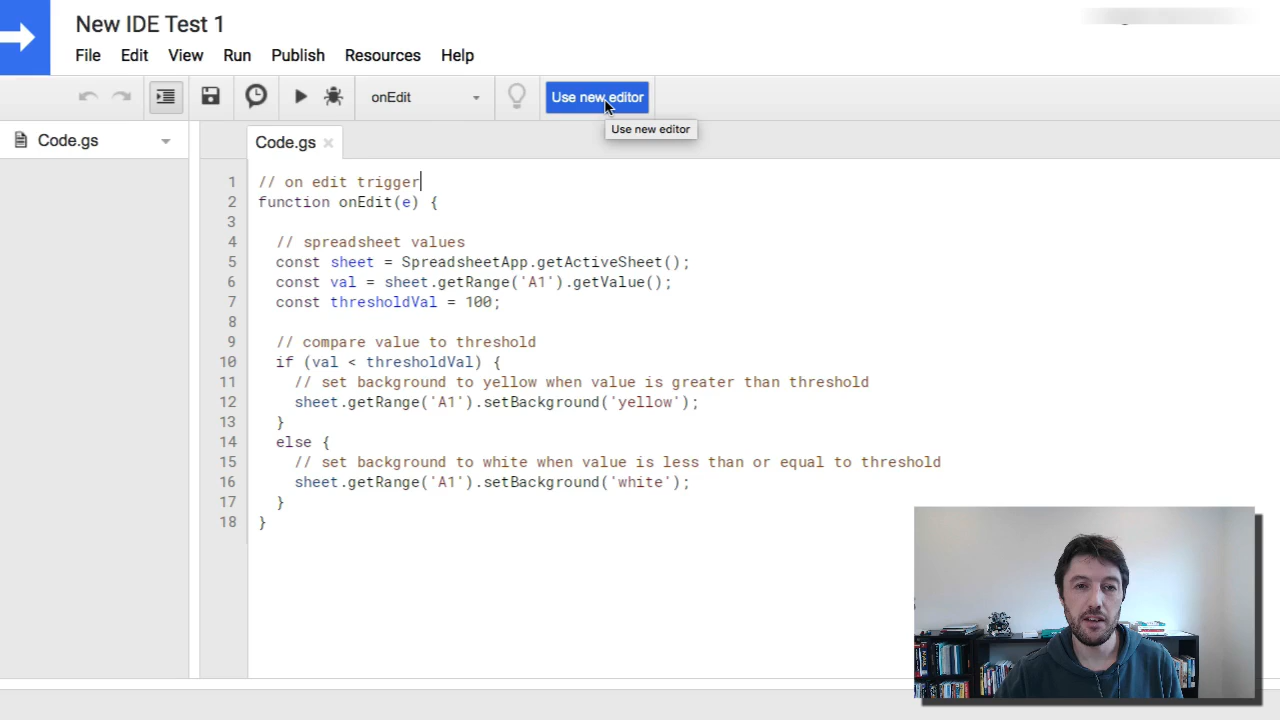 New IDE Test 1
File Edit View Run Publish Resources Help
onEdit
Use new editor
Use new editor
Code.gs
Code.gs
1 // on edit trigger
2 function onEdit(e) {
3
4 // spreadsheet values
5 const sheet = SpreadsheetApp.getActiveSheet();
6 const val = sheet.getRange('A1').getValue();
7 const thresholdVal = 100;
8
9 // compare value to threshold
10 if (val < thresholdVal) {
11 // set background to yellow when value is greater than threshold
12 sheet.getRange('A1').setBackground('yellow');
13 }
14 else {
15 // set background to white when value is less than or equal to threshold
16 sheet.getRange('A1').setBackground('white');
17 }
18 }